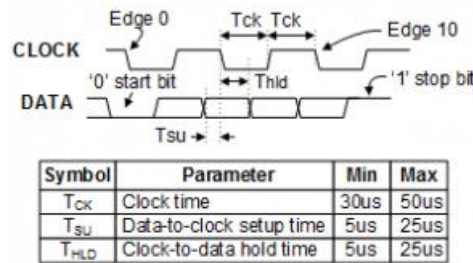 Edge 0
Tck Tck
Edge 10
CLOCK
'0' start bit
Thld
'1' stop bit
DATA
Tsu
Symbol Parameter Min Max
TCK Clock time 30us 50us
TSU Data-to-clock setup time 5us 25us
THLD Clock-to-data hold time 5us 25us